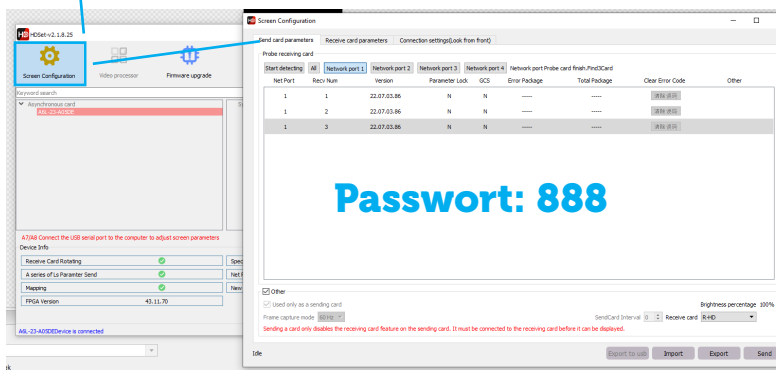 HDSet-v2.1.8.25
Screen Configuration
Video processor
Firmware upgrade
Keyword search
Asynchronous card
A6L-23-A05DE
A7/A8 Connect the USB serial port to the computer to adjust screen parameters
Device Info
Receive Card Rotating
Spec
A series of Ls Paramter Send
Net
Mapping
New
FPGA Version 43.11.70
A6L-23-A05DEDevice is connected
Screen Configuration
Send card parameters Receive card parameters Connection settings(Look from front)
Probe receiving card
Start detecting All Network port 1 Network port 2 Network port 3 Network port 4 Network port Probe card finish.Find3Card
Net Port Recv Num Version Parameter Lock GCS Error Package Total Package Clear Error Code Other
1 1 22.07.03.86 N N ----- -----
1 2 22.07.03.86 N N ----- -----
1 3 22.07.03.86 N N ----- -----
Passwort: 888
Other
Used only as a sending card
Brightness percentage 100%
Frame capture mode 60 Hz SendCard Interval 0 Receive card R-HD
Sending a card only disables the receiving card feature on the sending card. It must be connected to the receiving card before it can be displayed.
Idle
Export to usb Import Export Send